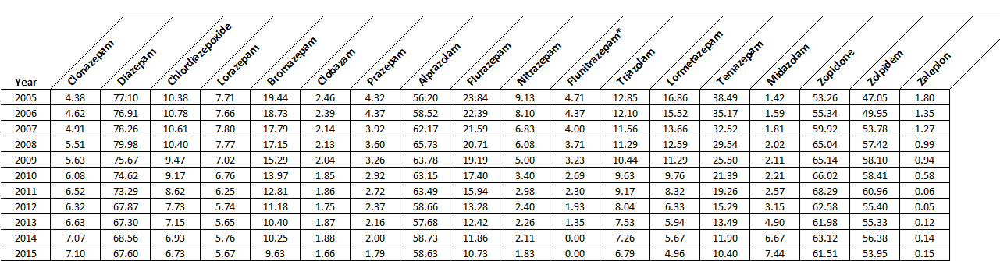 Year Clonazepam Diazepam Chlordiazepoxide Lorazepam Bromazepam Clobazam Prazepam Alprazolam Flurazepam Nitrazepam Flunitrazepam* Triazolam Lormetazepam Temazepam Midazolam Zopiclone Zolpidem Zaleplon
2005 4.38 77.10 10.38 7.71 19.44 2.46 4.32 56.20 23.84 9.13 4.71 12.85 16.86 38.49 1.42 53.26 47.05 1.80
2006 4.62 76.91 10.78 7.66 18.73 2.39 4.37 58.52 22.39 8.10 4.37 12.10 15.52 35.17 1.59 55.34 49.95 1.35
2007 4.91 78.26 10.61 7.80 17.79 2.14 3.92 62.17 21.59 6.83 4.00 11.56 13.66 32.52 1.81 59.92 53.78 1.27
2008 5.51 79.98 10.40 7.77 17.15 2.13 3.60 65.73 20.71 6.08 3.71 11.29 12.59 29.54 2.02 65.04 57.42 0.99
2009 5.63 75.67 9.47 7.02 15.29 2.04 3.26 63.78 19.19 5.00 3.23 10.44 11.29 25.50 2.11 65.14 58.10 0.94
2010 6.08 74.62 9.17 6.76 13.97 1.85 2.92 63.15 17.40 3.40 2.69 9.63 9.76 21.39 2.21 66.02 58.41 0.58
2011 6.52 73.29 8.62 6.25 12.81 1.86 2.72 63.49 15.94 2.98 2.30 9.17 8.32 19.26 2.57 68.29 60.96 0.06
2012 6.32 67.87 7.73 5.74 11.18 1.75 2.37 58.66 13.28 2.40 1.93 8.04 6.33 15.29 3.15 62.58 55.40 0.05
2013 6.63 67.30 7.15 5.65 10.40 1.87 2.16 57.68 12.42 2.26 1.35 7.53 5.94 13.49 4.90 61.98 55.33 0.12
2014 7.07 68.56 6.93 5.76 10.25 1.88 2.00 58.73 11.86 2.11 0.00 7.26 5.67 11.90 6.67 63.12 56.38 0.14
2015 7.10 67.60 6.73 5.67 9.63 1.66 1.79 58.63 10.73 1.83 0.00 6.79 4.96 10.40 7.44 61.51 53.95 0.15